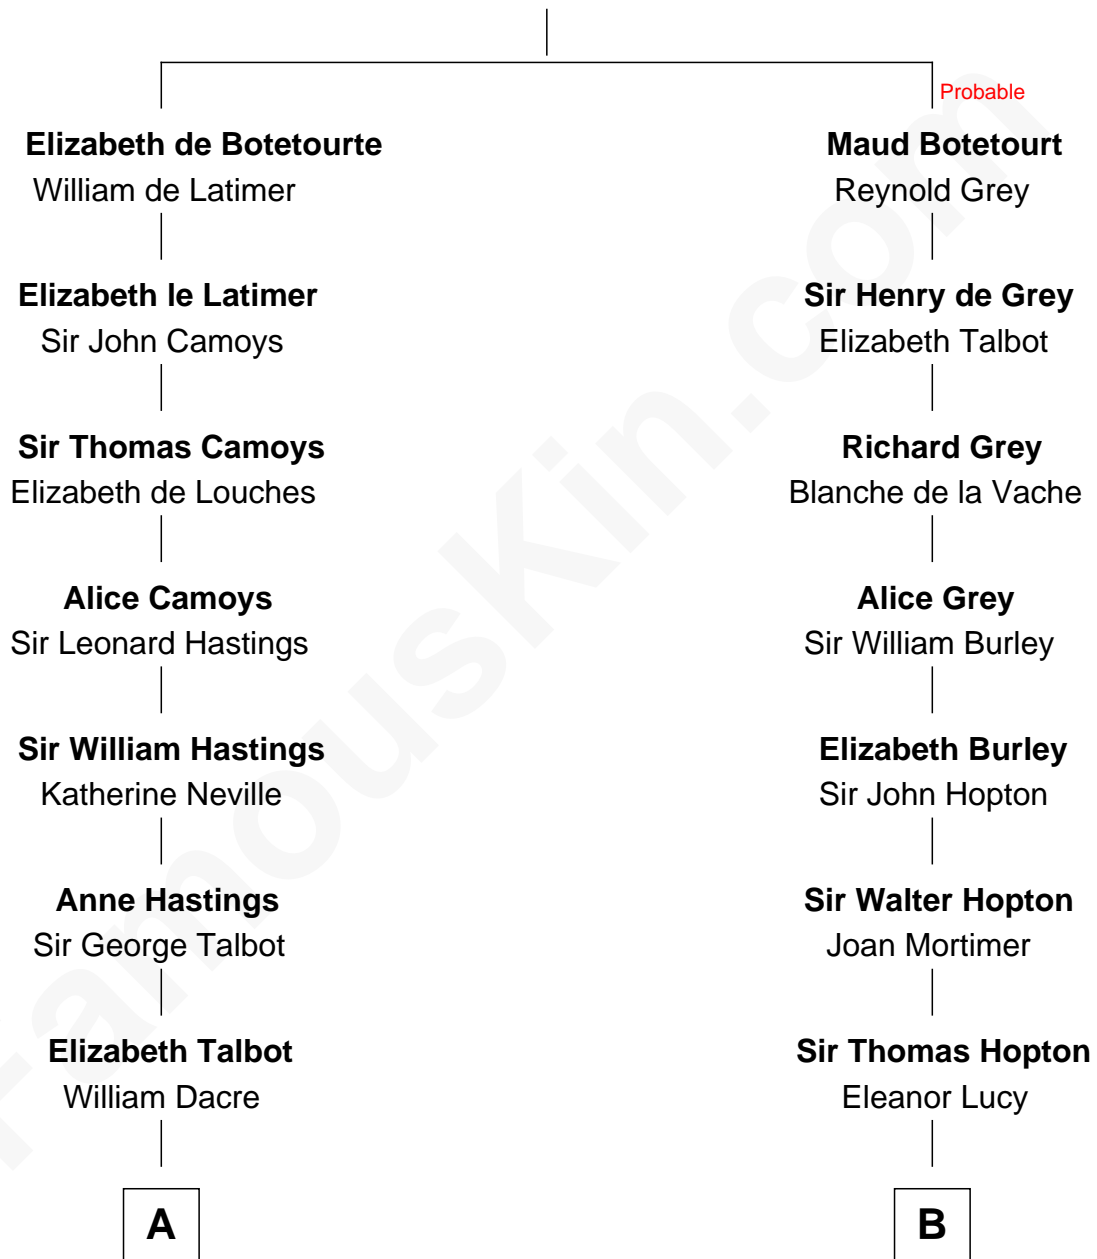 Probable
Elizabeth de Botetourte
William de Latimer
Maud Botetourt
Reynold Grey
Elizabeth le Latimer
Sir John Camoys
Sir Henry de Grey
Elizabeth Talbot
Sir Thomas Camoys
Elizabeth de Louches
Richard Grey
Blanche de la Vache
Alice Camoys
Sir Leonard Hastings
Alice Grey
Sir William Burley
Sir William Hastings
Katherine Neville
Elizabeth Burley
Sir John Hopton
Anne Hastings
Sir George Talbot
Sir Walter Hopton
Joan Mortimer
Elizabeth Talbot
William Dacre
Sir Thomas Hopton
Eleanor Lucy
A
B
FamousKin.com